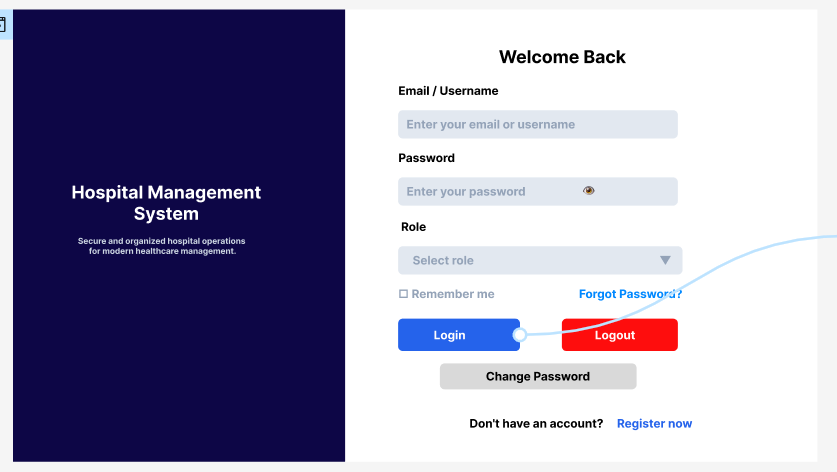 Hospital Management
System
Secure and organized hospital operations
for modern healthcare management.
Welcome Back
Email / Username
Enter your email or username
Password
Enter your password
Role
Select role
Remember me
Forgot Password?
Login
Logout
Change Password
Don't have an account? Register now